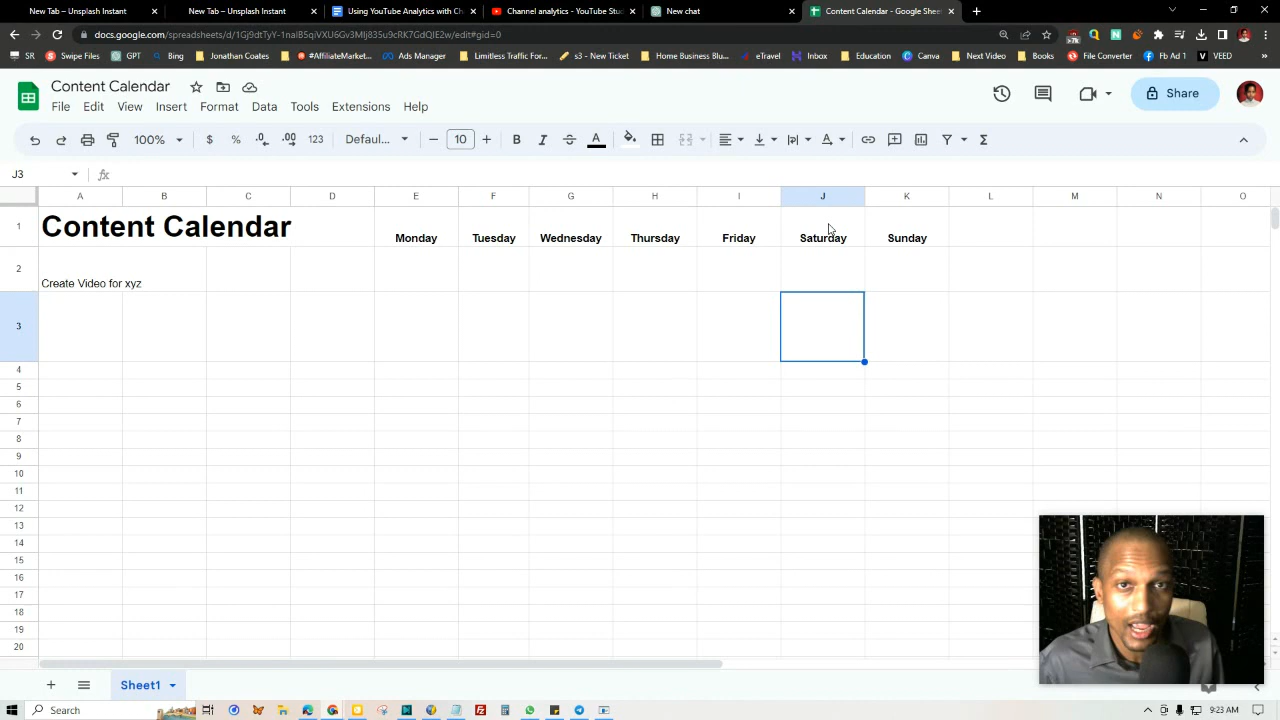 New Tab – Unsplash Instant
New Tab – Unsplash Instant
Using YouTube Analytics with Ch
Channel analytics - YouTube Stud
New chat
Content Calendar - Google Shee
docs.google.com/spreadsheets/d/1Gj9dtTyY-1naIB5qiVXU6Gv3MIj835u9cRK7GdQIE2w/edit#gid=0
SR
Swipe Files
GPT
Bing
Jonathan Coates
#AffiliateMarket...
Ads Manager
Limitless Traffic For...
s3 - New Ticket
Home Business Blu...
eTravel
Inbox
Education
Canva
Next Video
Books
File Converter
Fb Ad 1
VEED
Content Calendar
File Edit View Insert Format Data Tools Extensions Help
Share
100% $ % .0 .00 123 Defaul... 10 B I A
J3
A B C D E F G H I J K L M N O
1 Content Calendar Monday Tuesday Wednesday Thursday Friday Saturday Sunday
2 Create Video for xyz
3
4
5
6
7
8
9
10
11
12
13
14
15
16
17
18
19
20
Sheet1
Search
9:23 AM